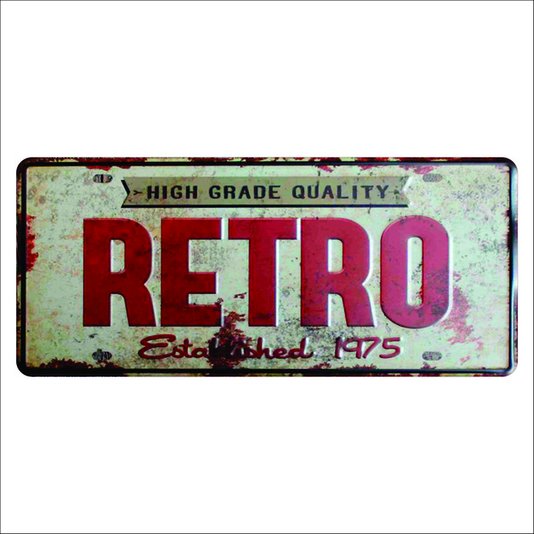 HIGH GRADE QUALITY
RETRO
Established 1975